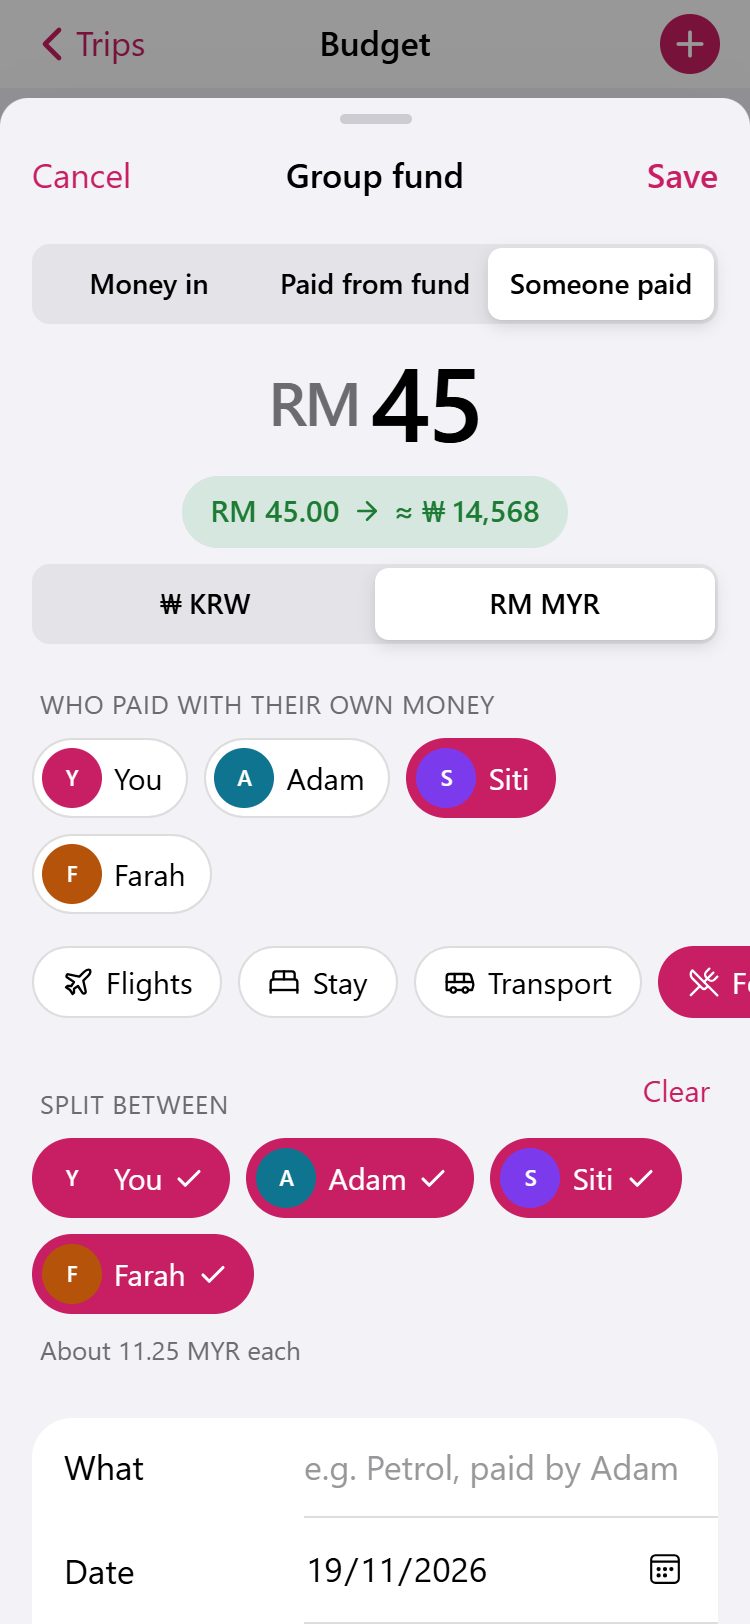 Trips
Budget
Cancel
Group fund
Save
Money in
Paid from fund
Someone paid
RM 45
RM 45.00 → ≈ ₩ 14,568
₩ KRW
RM MYR
WHO PAID WITH THEIR OWN MONEY
Y You
A Adam
S Siti
F Farah
Flights
Stay
Transport
SPLIT BETWEEN
Clear
Y You
A Adam
S Siti
F Farah
About 11.25 MYR each
What
e.g. Petrol, paid by Adam
Date
19/11/2026